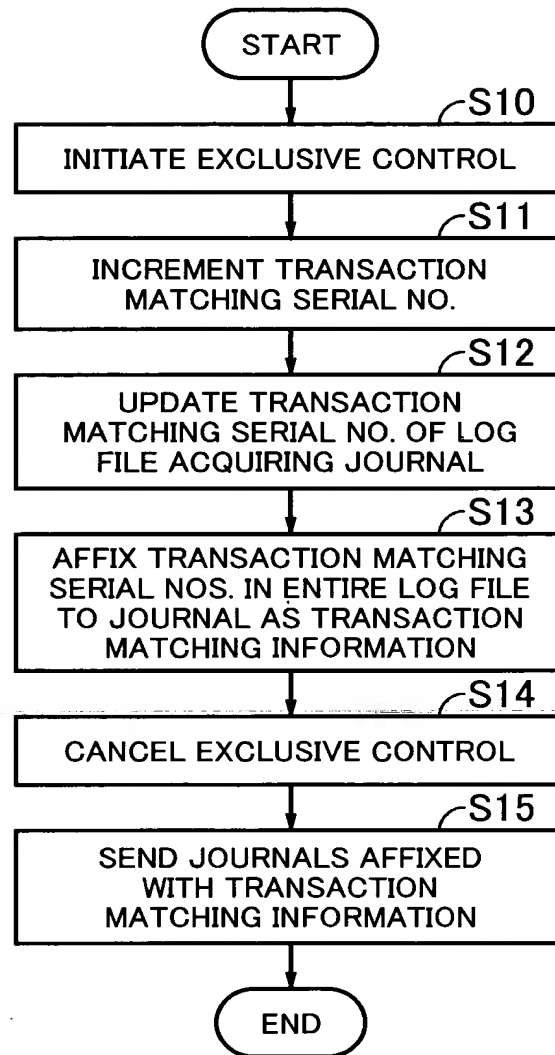 START
S10
INITIATE EXCLUSIVE CONTROL
S11
INCREMENT TRANSACTION
MATCHING SERIAL NO.
S12
UPDATE TRANSACTION
MATCHING SERIAL NO. OF LOG
FILE ACQUIRING JOURNAL
S13
AFFIX TRANSACTION MATCHING
SERIAL NOS. IN ENTIRE LOG FILE
TO JOURNAL AS TRANSACTION
MATCHING INFORMATION
S14
CANCEL EXCLUSIVE CONTROL
S15
SEND JOURNALS AFFIXED
WITH TRANSACTION
MATCHING INFORMATION
END